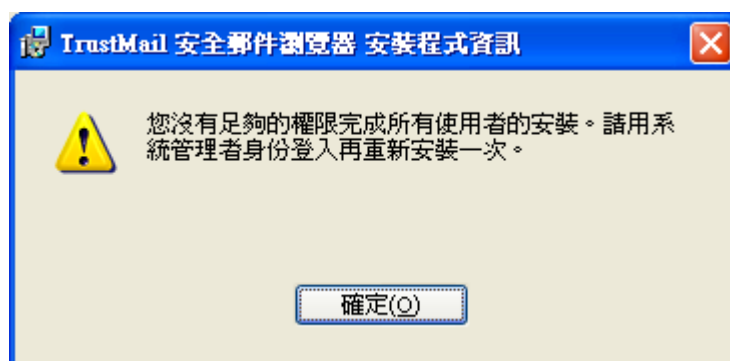 TrustMail 安全郵件瀏覽器 安裝程式資訊
您沒有足夠的權限完成所有使用者的安裝。請用系
統管理者身份登入再重新安裝一次。
確定(O)